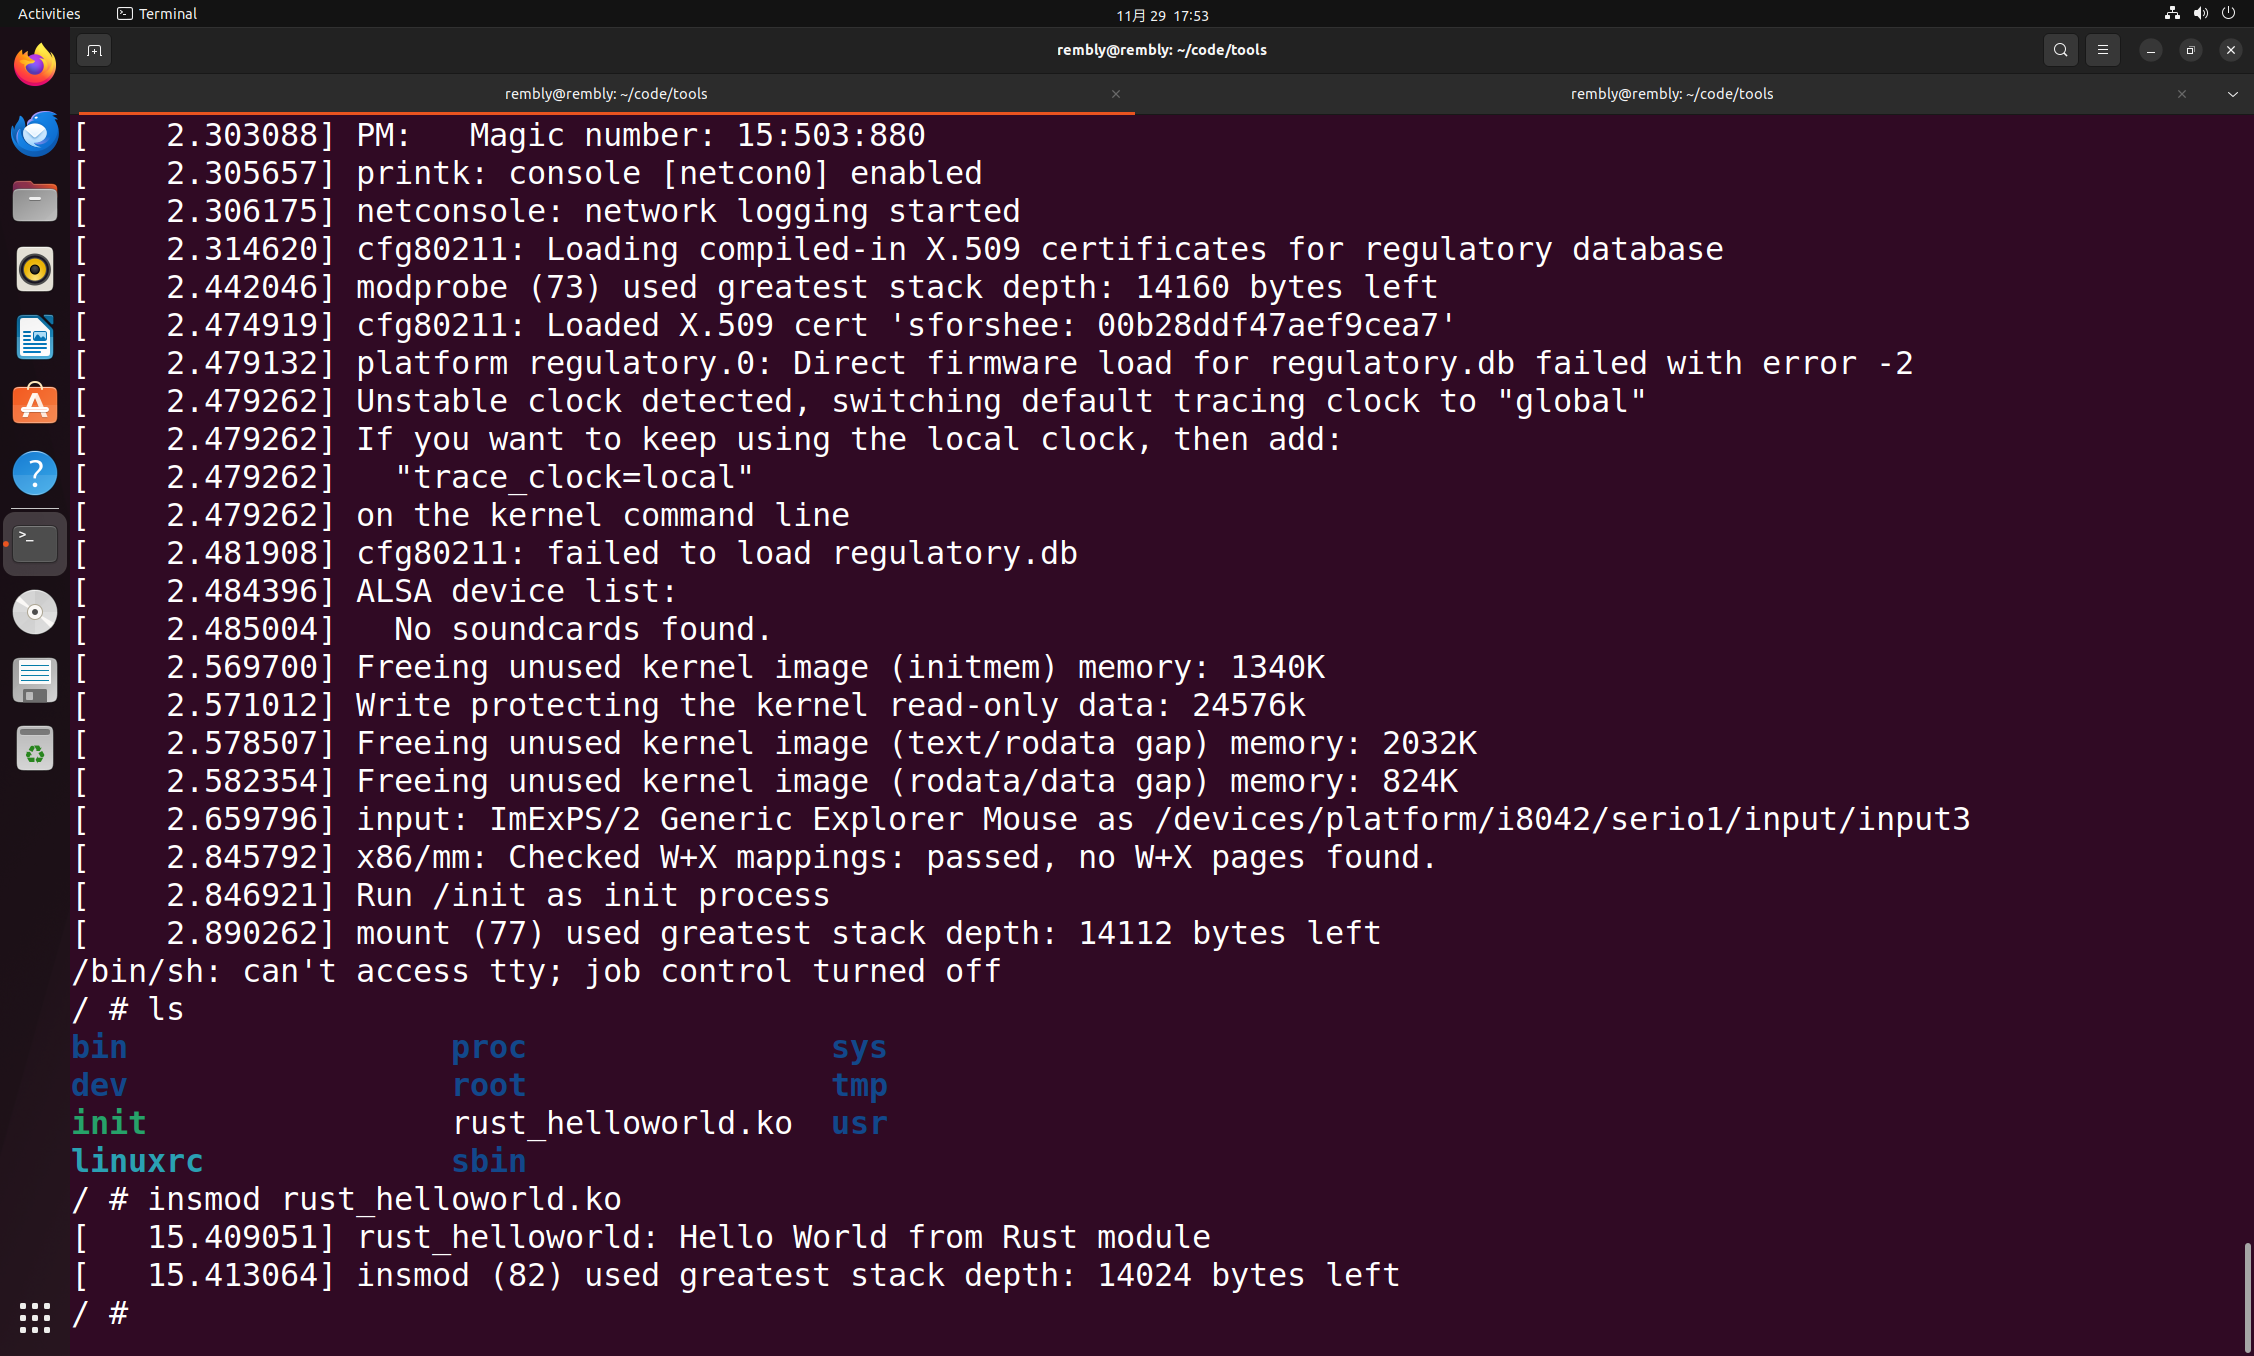 Activities Terminal 11月 29 17:53
rembly@rembly: ~/code/tools
rembly@rembly: ~/code/tools rembly@rembly: ~/code/tools
[    2.303088] PM:   Magic number: 15:503:880
[    2.305657] printk: console [netcon0] enabled
[    2.306175] netconsole: network logging started
[    2.314620] cfg80211: Loading compiled-in X.509 certificates for regulatory database
[    2.442046] modprobe (73) used greatest stack depth: 14160 bytes left
[    2.474919] cfg80211: Loaded X.509 cert 'sforshee: 00b28ddf47aef9cea7'
[    2.479132] platform regulatory.0: Direct firmware load for regulatory.db failed with error -2
[    2.479262] Unstable clock detected, switching default tracing clock to "global"
[    2.479262] If you want to keep using the local clock, then add:
[    2.479262]   "trace_clock=local"
[    2.479262] on the kernel command line
[    2.481908] cfg80211: failed to load regulatory.db
[    2.484396] ALSA device list:
[    2.485004]   No soundcards found.
[    2.569700] Freeing unused kernel image (initmem) memory: 1340K
[    2.571012] Write protecting the kernel read-only data: 24576k
[    2.578507] Freeing unused kernel image (text/rodata gap) memory: 2032K
[    2.582354] Freeing unused kernel image (rodata/data gap) memory: 824K
[    2.659796] input: ImExPS/2 Generic Explorer Mouse as /devices/platform/i8042/serio1/input/input3
[    2.845792] x86/mm: Checked W+X mappings: passed, no W+X pages found.
[    2.846921] Run /init as init process
[    2.890262] mount (77) used greatest stack depth: 14112 bytes left
/bin/sh: can't access tty; job control turned off
/ # ls
bin                 proc                sys
dev                 root                tmp
init                rust_helloworld.ko  usr
linuxrc             sbin
/ # insmod rust_helloworld.ko
[   15.409051] rust_helloworld: Hello World from Rust module
[   15.413064] insmod (82) used greatest stack depth: 14024 bytes left
/ #